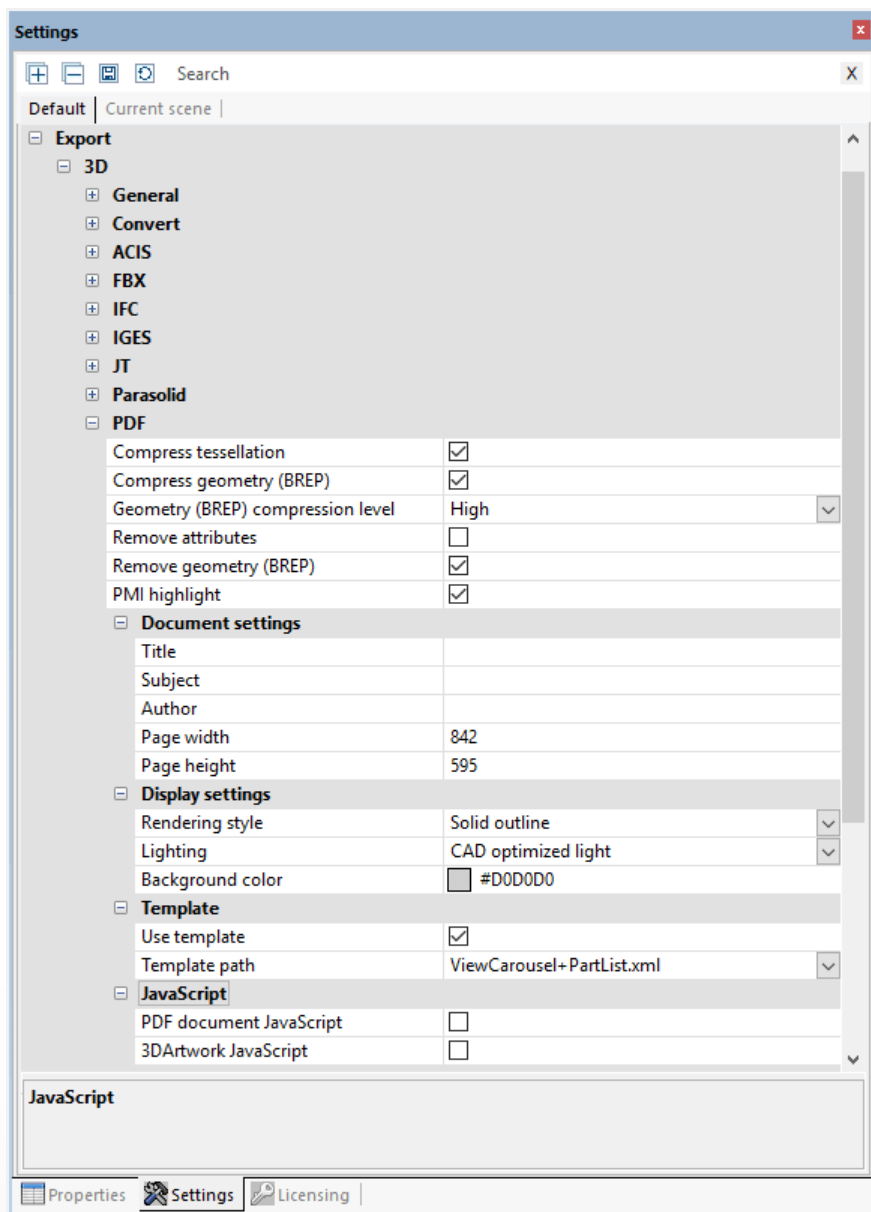 Settings
Search X
Default Current scene
Export
3D
General
Convert
ACIS
FBX
IFC
IGES
JT
Parasolid
PDF
Compress tessellation
Compress geometry (BREP)
Geometry (BREP) compression level High
Remove attributes
Remove geometry (BREP)
PMI highlight
Document settings
Title
Subject
Author
Page width 842
Page height 595
Display settings
Rendering style Solid outline
Lighting CAD optimized light
Background color #D0D0D0
Template
Use template
Template path ViewCarousel+PartList.xml
JavaScript
PDF document JavaScript
3DArtwork JavaScript
JavaScript
Properties Settings Licensing